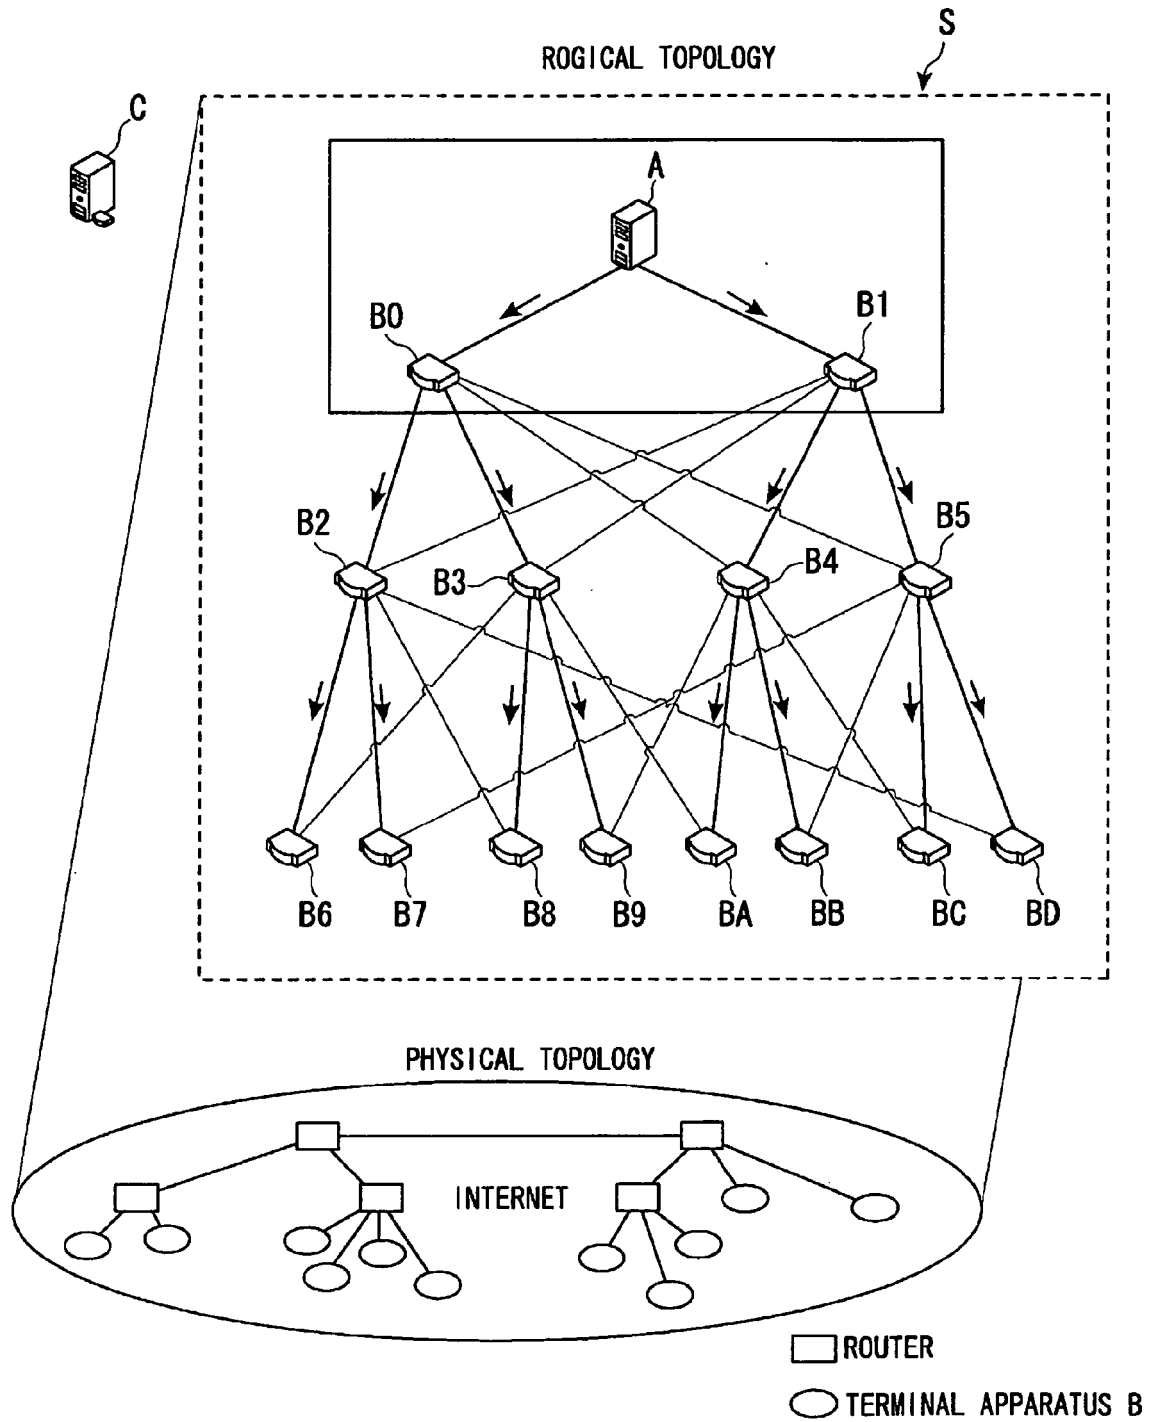 S
ROGICAL TOPOLOGY
C
A
B0
B1
B2
B3
B4
B5
B6
B7
B8
B9
BA
BB
BC
BD
PHYSICAL TOPOLOGY
INTERNET
ROUTER
TERMINAL APPARATUS B